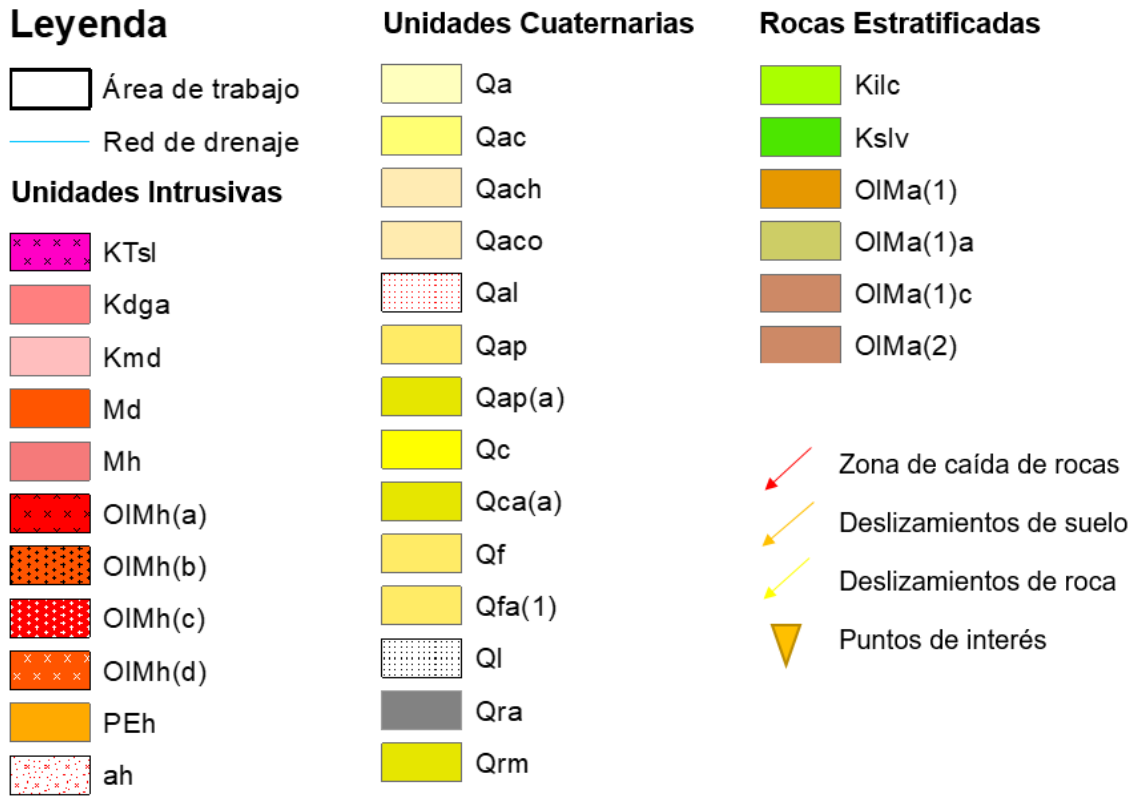 Leyenda
Área de trabajo
Red de drenaje
Unidades Intrusivas
KTsl
Kdga
Kmd
Md
Mh
OlMh(a)
OlMh(b)
OlMh(c)
OlMh(d)
PEh
ah
Unidades Cuaternarias
Qa
Qac
Qach
Qaco
Qal
Qap
Qap(a)
Qc
Qca(a)
Qf
Qfa(1)
Ql
Qra
Qrm
Rocas Estratificadas
Kilc
Kslv
OlMa(1)
OlMa(1)a
OlMa(1)c
OlMa(2)
Zona de caída de rocas
Deslizamientos de suelo
Deslizamientos de roca
Puntos de interés